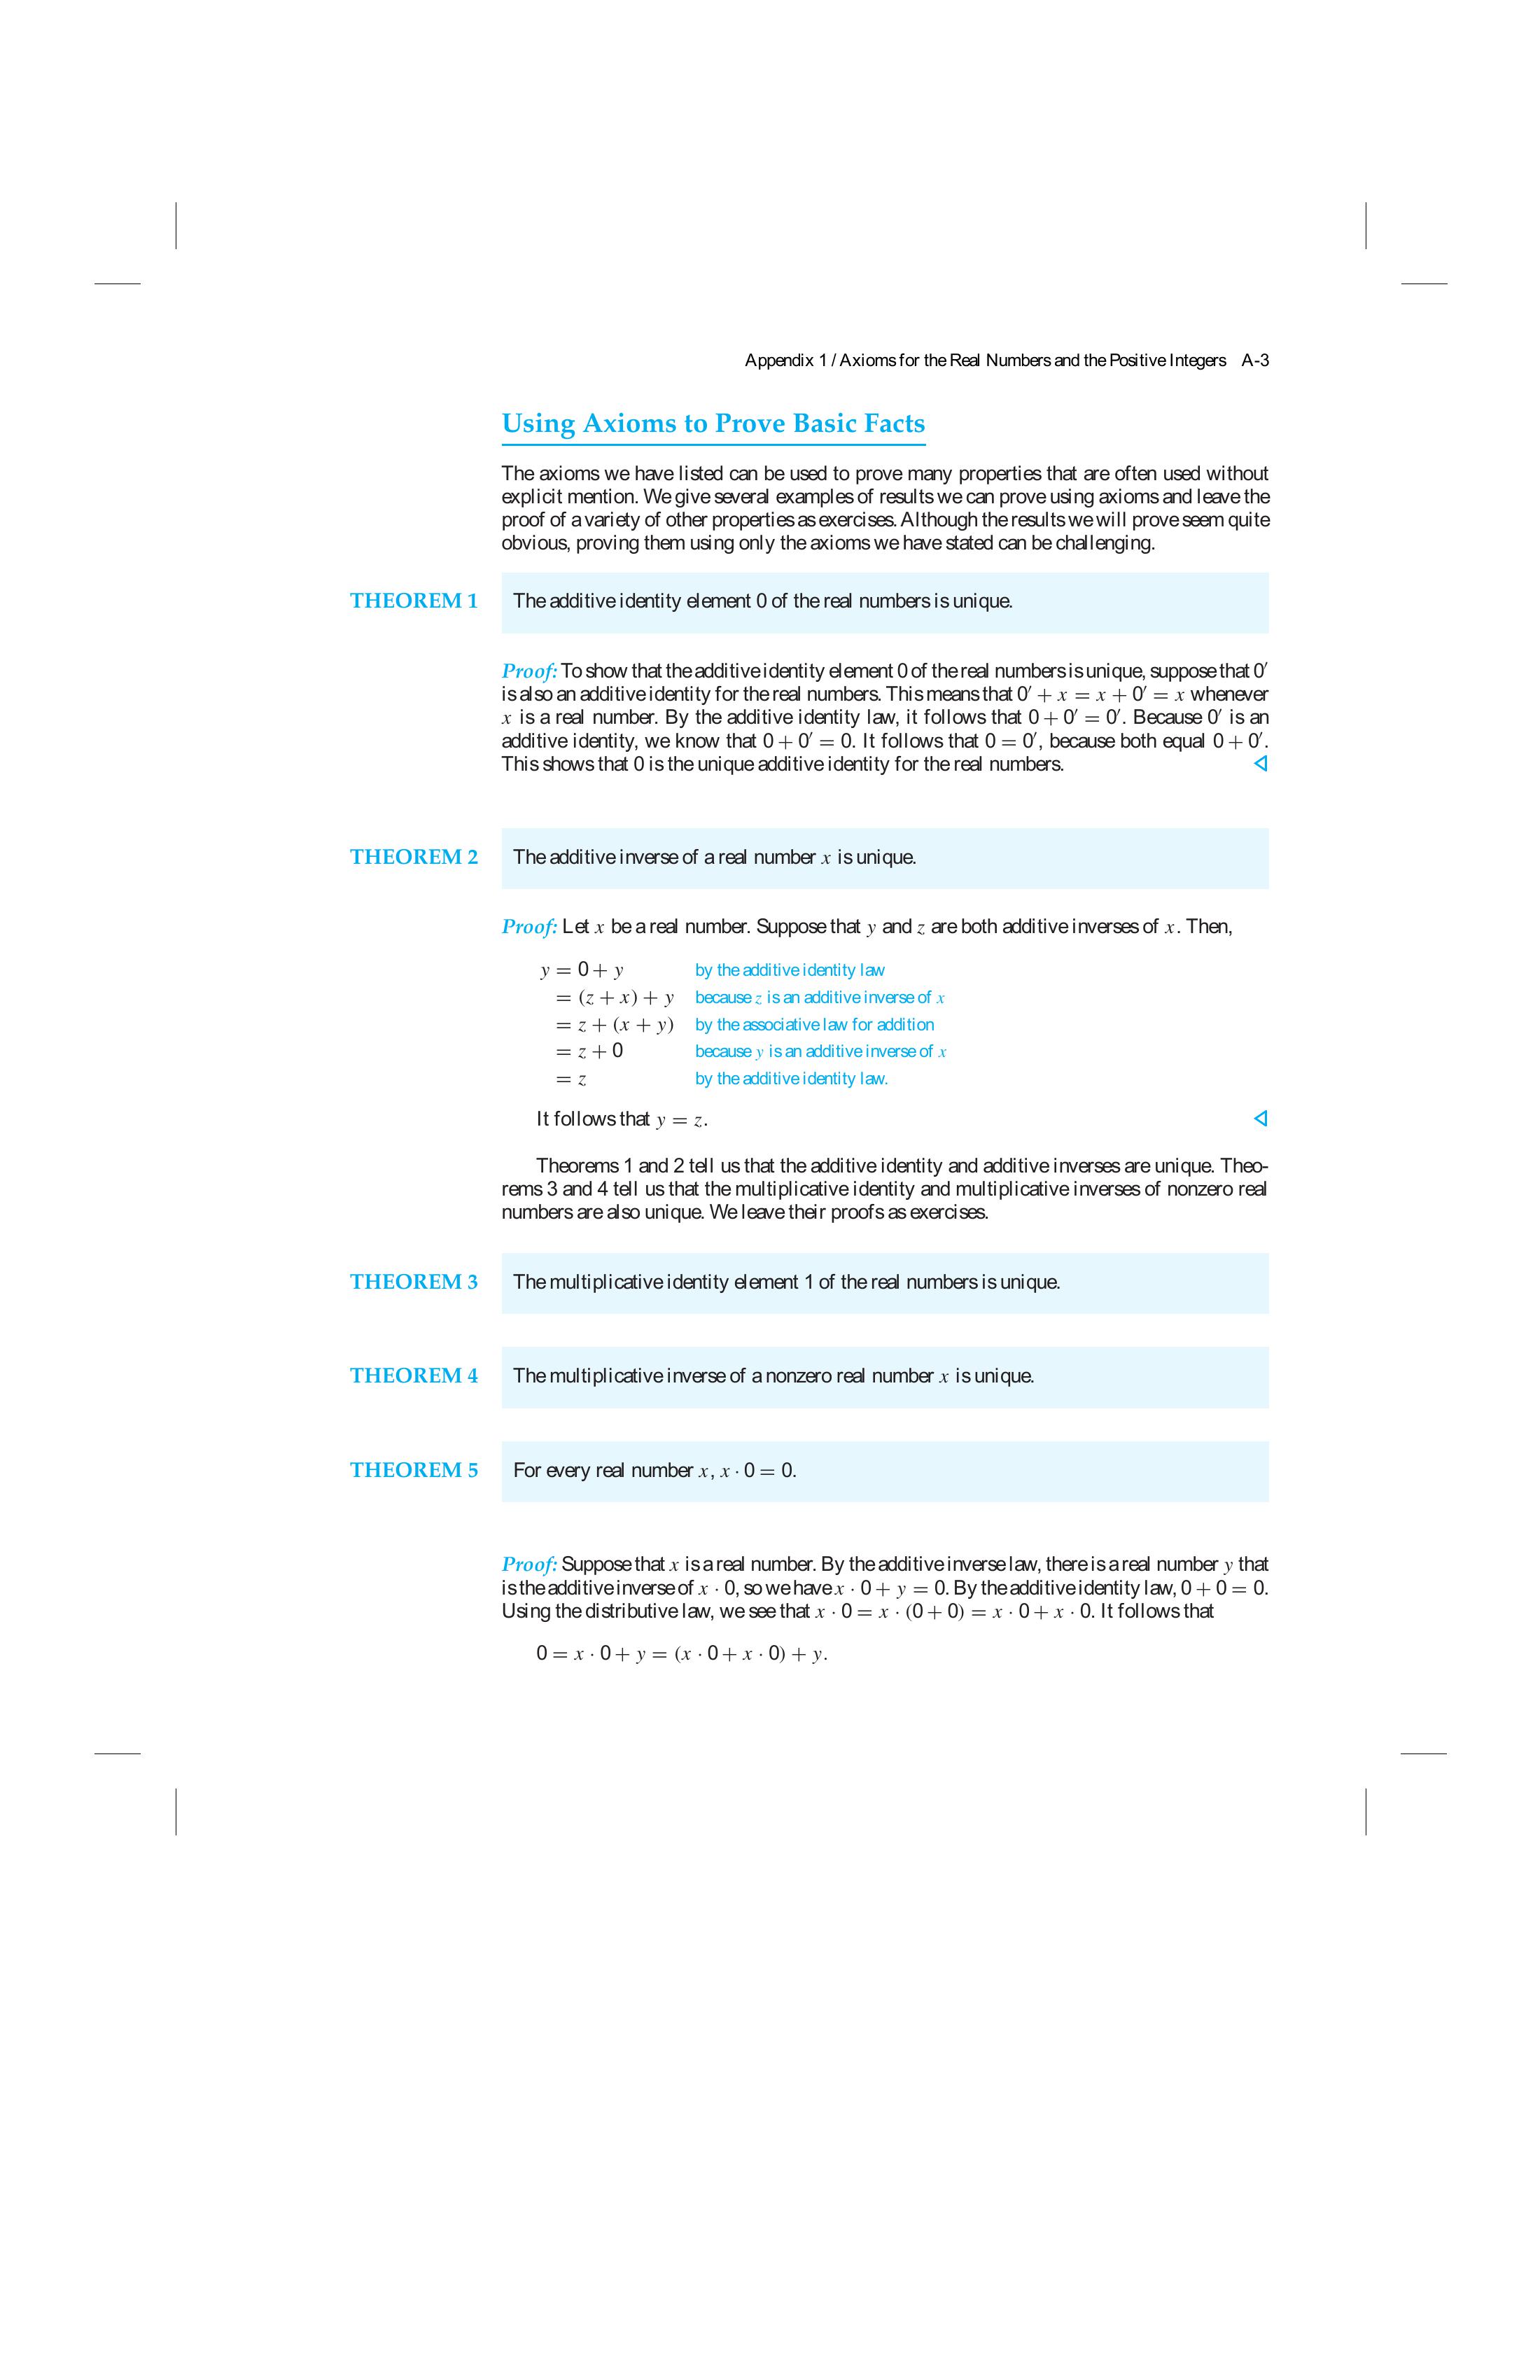 Appendix 1 / Axioms for the Real Numbers and the Positive Integers A-3
Using Axioms to Prove Basic Facts
The axioms we have listed can be used to prove many properties that are often used without
explicit mention. We give several examples of results we can prove using axioms and leave the
proof of a variety of other properties as exercises. Although the results we will prove seem quite
obvious, proving them using only the axioms we have stated can be challenging.
THEOREM 1 The additive identity element 0 of the real numbers is unique.
Proof: To show that the additive identity element 0 of the real numbers is unique, suppose that 0′
is also an additive identity for the real numbers. This means that 0′ + x = x + 0′ = x whenever
x is a real number. By the additive identity law, it follows that 0 + 0′ = 0′. Because 0′ is an
additive identity, we know that 0 + 0′ = 0. It follows that 0 = 0′, because both equal 0 + 0′.
This shows that 0 is the unique additive identity for the real numbers. ◁
THEOREM 2 The additive inverse of a real number x is unique.
Proof: Let x be a real number. Suppose that y and z are both additive inverses of x. Then,
y = 0 + y by the additive identity law
= (z + x) + y because z is an additive inverse of x
= z + (x + y) by the associative law for addition
= z + 0 because y is an additive inverse of x
= z by the additive identity law.
It follows that y = z. ◁
Theorems 1 and 2 tell us that the additive identity and additive inverses are unique. Theo-
rems 3 and 4 tell us that the multiplicative identity and multiplicative inverses of nonzero real
numbers are also unique. We leave their proofs as exercises.
THEOREM 3 The multiplicative identity element 1 of the real numbers is unique.
THEOREM 4 The multiplicative inverse of a nonzero real number x is unique.
THEOREM 5 For every real number x, x · 0 = 0.
Proof: Suppose that x is a real number. By the additive inverse law, there is a real number y that
is the additive inverse of x · 0, so we have x · 0 + y = 0. By the additive identity law, 0 + 0 = 0.
Using the distributive law, we see that x · 0 = x · (0 + 0) = x · 0 + x · 0. It follows that
0 = x · 0 + y = (x · 0 + x · 0) + y.